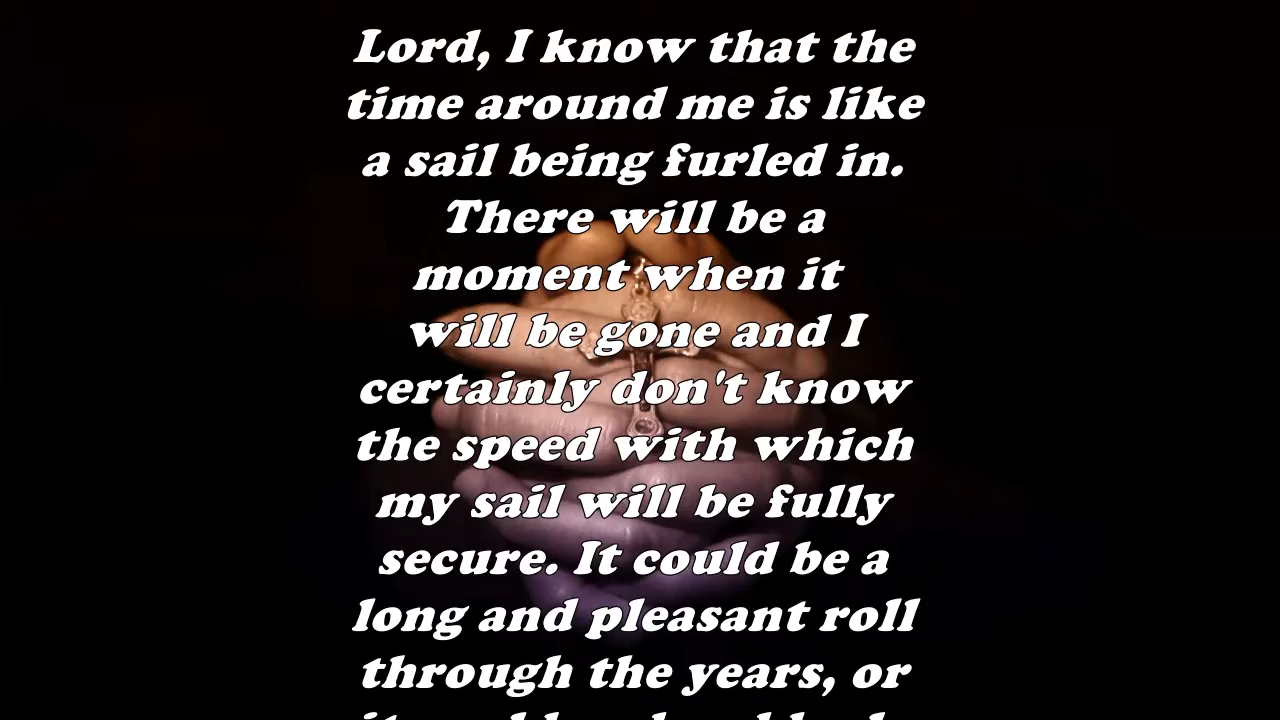 Lord, I know that the
time around me is like
a sail being furled in.
There will be a
moment when it
will be gone and I
certainly don't know
the speed with which
my sail will be fully
secure. It could be a
long and pleasant roll
through the years, or